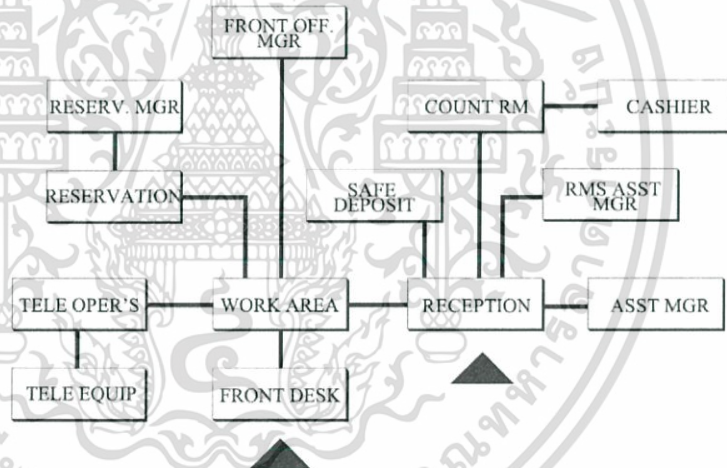 FRONT OFF.
MGR
RESERV. MGR
COUNT RM
CASHIER
RESERVATION
SAFE
DEPOSIT
RMS ASST
MGR
TELE OPER'S
WORK AREA
RECEPTION
ASST MGR
TELE EQUIP
FRONT DESK